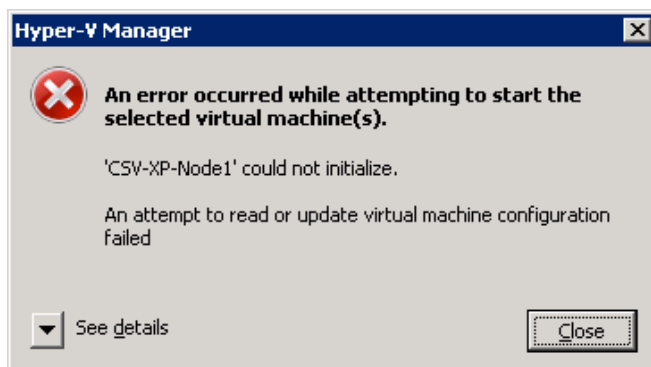 Hyper-V Manager
An error occurred while attempting to start the
selected virtual machine(s).
'CSV-XP-Node1' could not initialize.
An attempt to read or update virtual machine configuration
failed
See details
Close